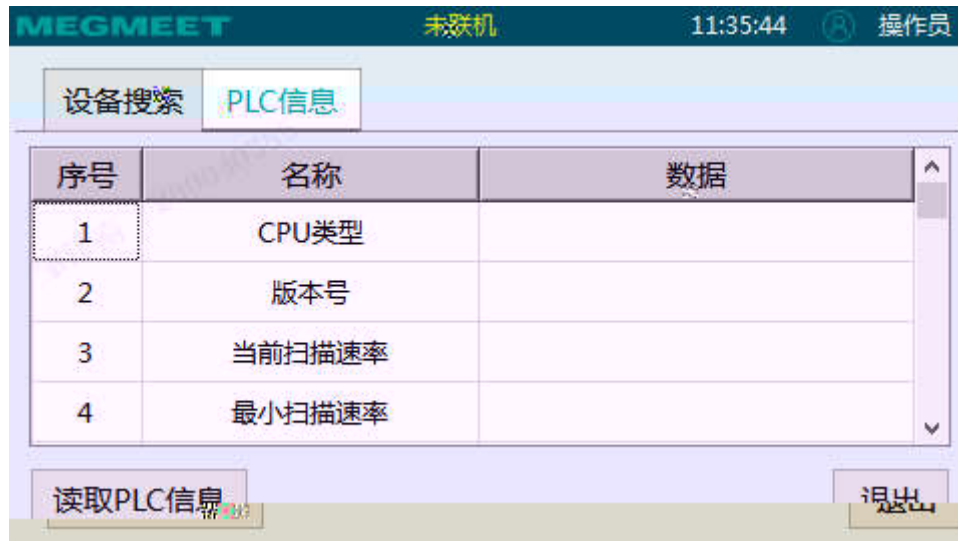 MEGMEET 未联机 11:35:44 操作员
设备搜索 PLC信息
序号 名称 数据
1 CPU类型
2 版本号
3 当前扫描速率
4 最小扫描速率
读取PLC信息 退出